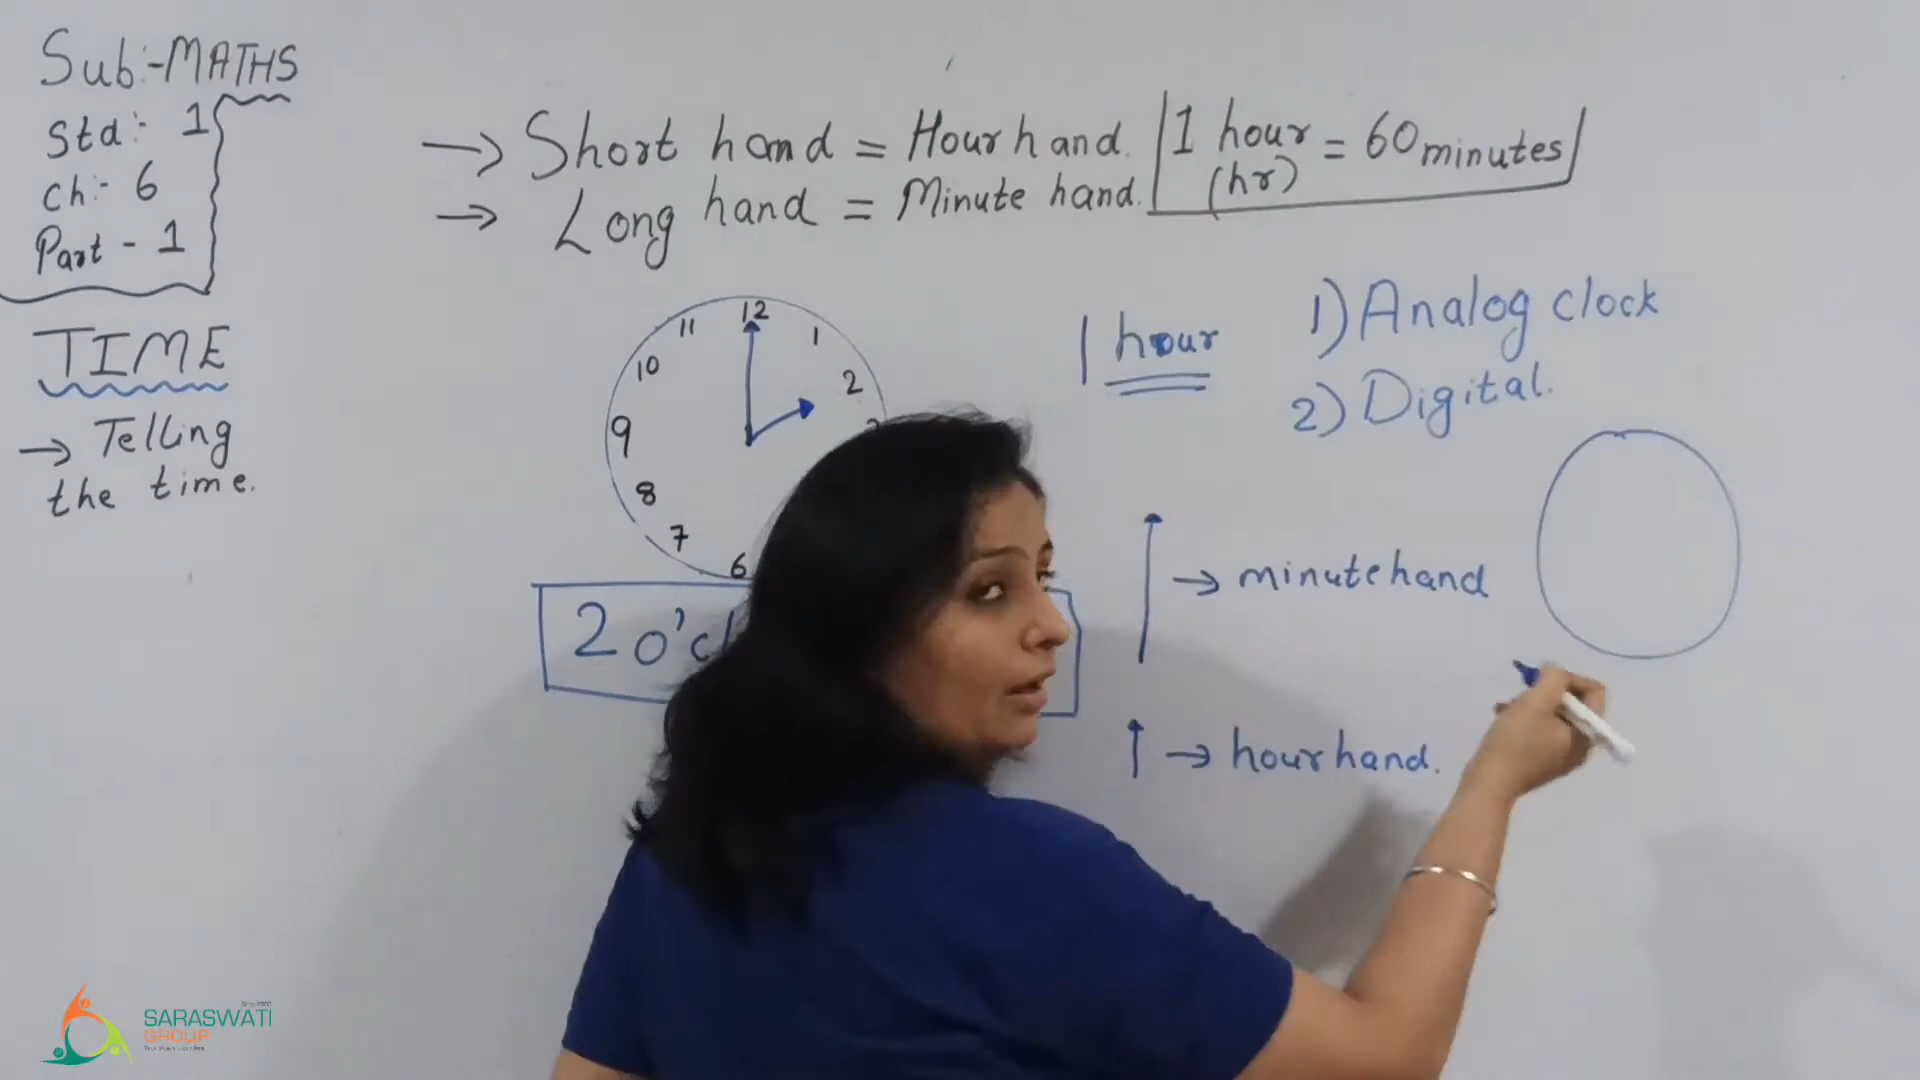 Sub:-MATHS
Std:- 1
Ch:- 6
Part - 1
TIME
→ Telling
the time.
→ Short hand = Hour hand.
→ Long hand = Minute hand.
1 hour = 60 minutes
(hr)
12
11
1
10
2
9
8
7
6
2 o'cl
1 hour
1) Analog clock
2) Digital.
→ minute hand
→ hour hand.
SARASWATI
GROUP